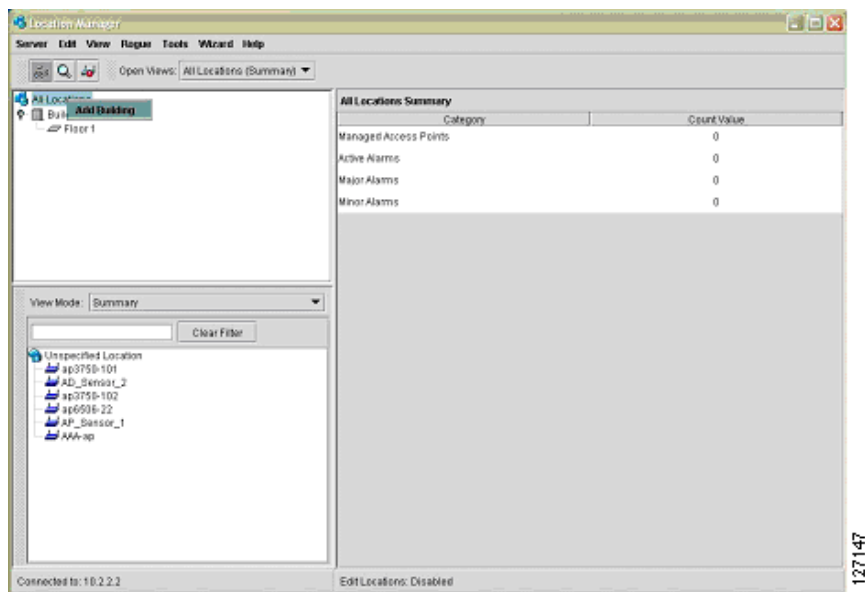 Location Manager
Server Edit View Rogue Tools Wizard Help
Open Views: All Locations (Summary)
All Locations
Add Building
Floor 1
All Locations Summary
Category Count Value
Managed Access Points 0
Active Alarms 0
Major Alarms 0
Minor Alarms 0
View Mode: Summary
Clear Filter
Unspecified Location
ap3750-101
AD_Sensor_2
ap3750-102
ap6506-22
AP_Sensor_1
AAA-ap
Connected to: 10.2.2.2
Edit Locations: Disabled
127147